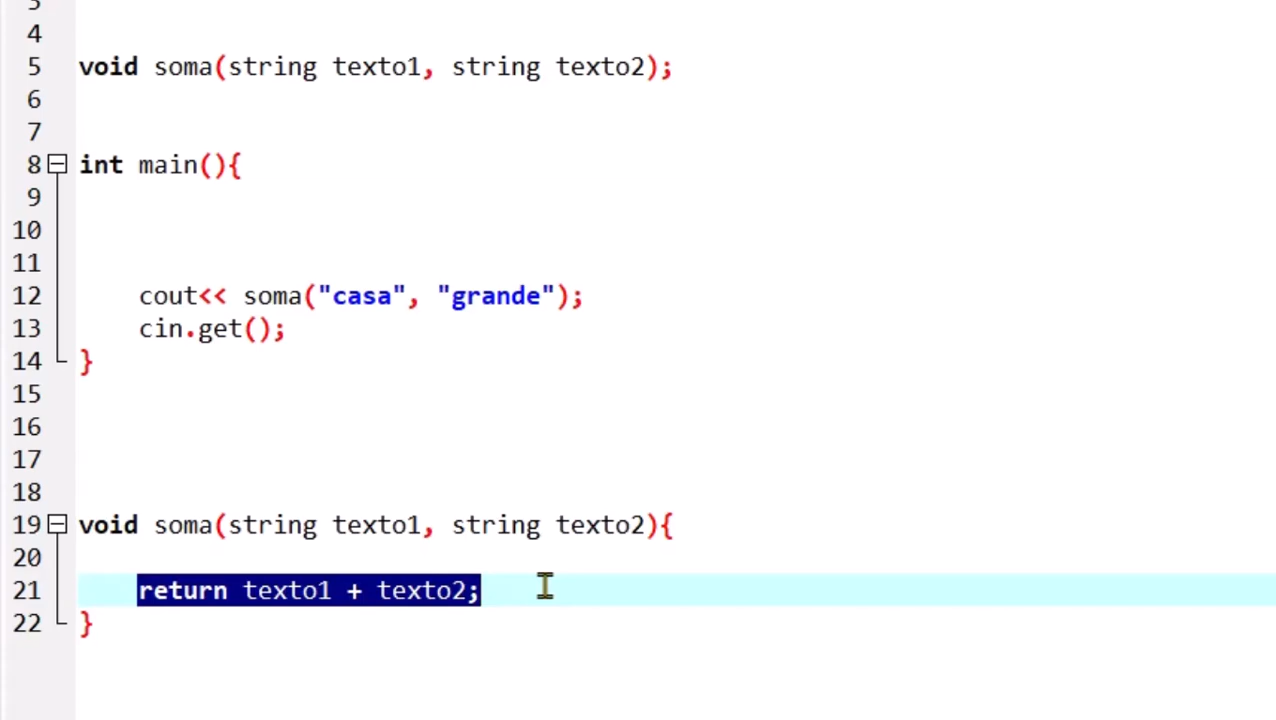 3
4
5 void soma(string texto1, string texto2);
6
7
8 int main(){
9
10
11
12 cout<< soma("casa", "grande");
13 cin.get();
14 }
15
16
17
18
19 void soma(string texto1, string texto2){
20
21 return texto1 + texto2;
22 }